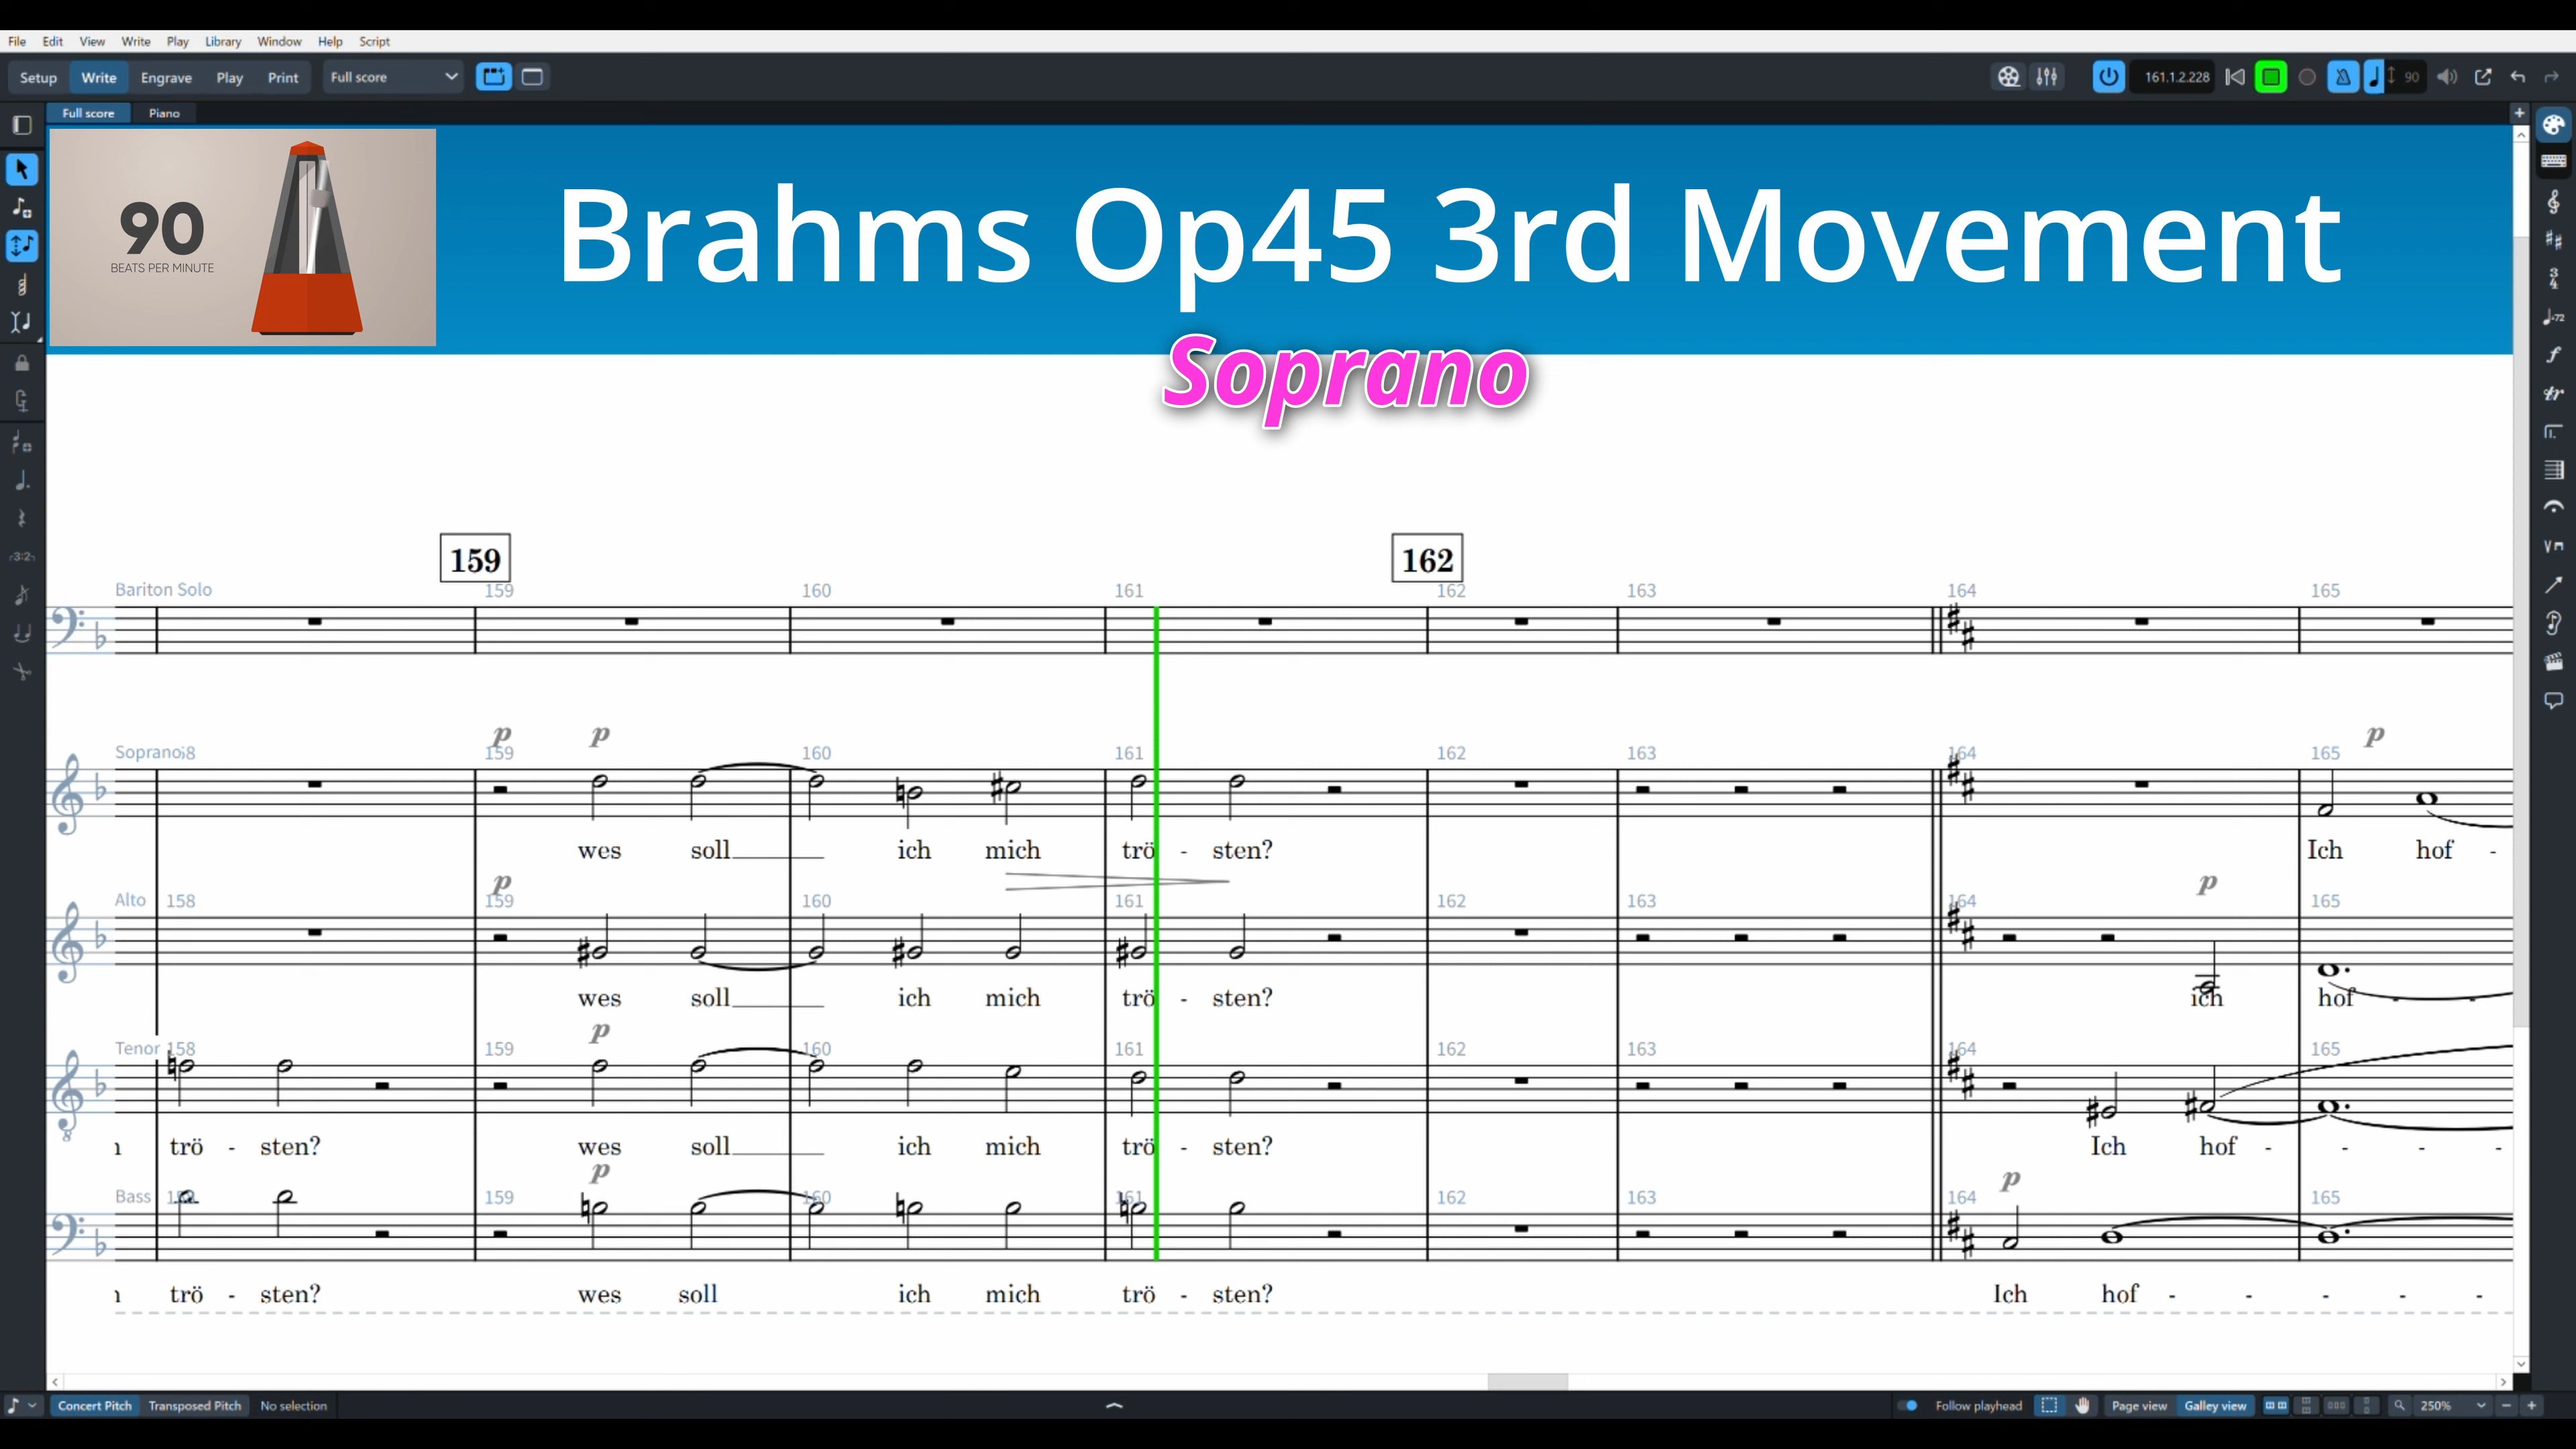 File Edit View Write Play Library Window Help Script
Setup Write Engrave Play Print Full score 161.1.2.228 90
Full score Piano
90
BEATS PER MINUTE
Brahms Op45 3rd Movement
Soprano
159 162
Bariton Solo 159 160 161 162 163 164 165
p p p
Soprano 159 160 161 162 163 164 165
wes soll ich mich trö - sten? Ich hof -
p p
Alto 158 159 160 161 162 163 164 165
wes soll ich mich trö - sten? ich hof - -
p
Tenor 158 159 160 161 162 163 164 165
trö - sten? wes soll ich mich trö - sten? Ich hof - - - -
p p
Bass 158 159 160 161 162 163 164 165
trö - sten? wes soll ich mich trö - sten? Ich hof - - - - -
Concert Pitch Transposed Pitch No selection Follow playhead Page view Galley view 250%